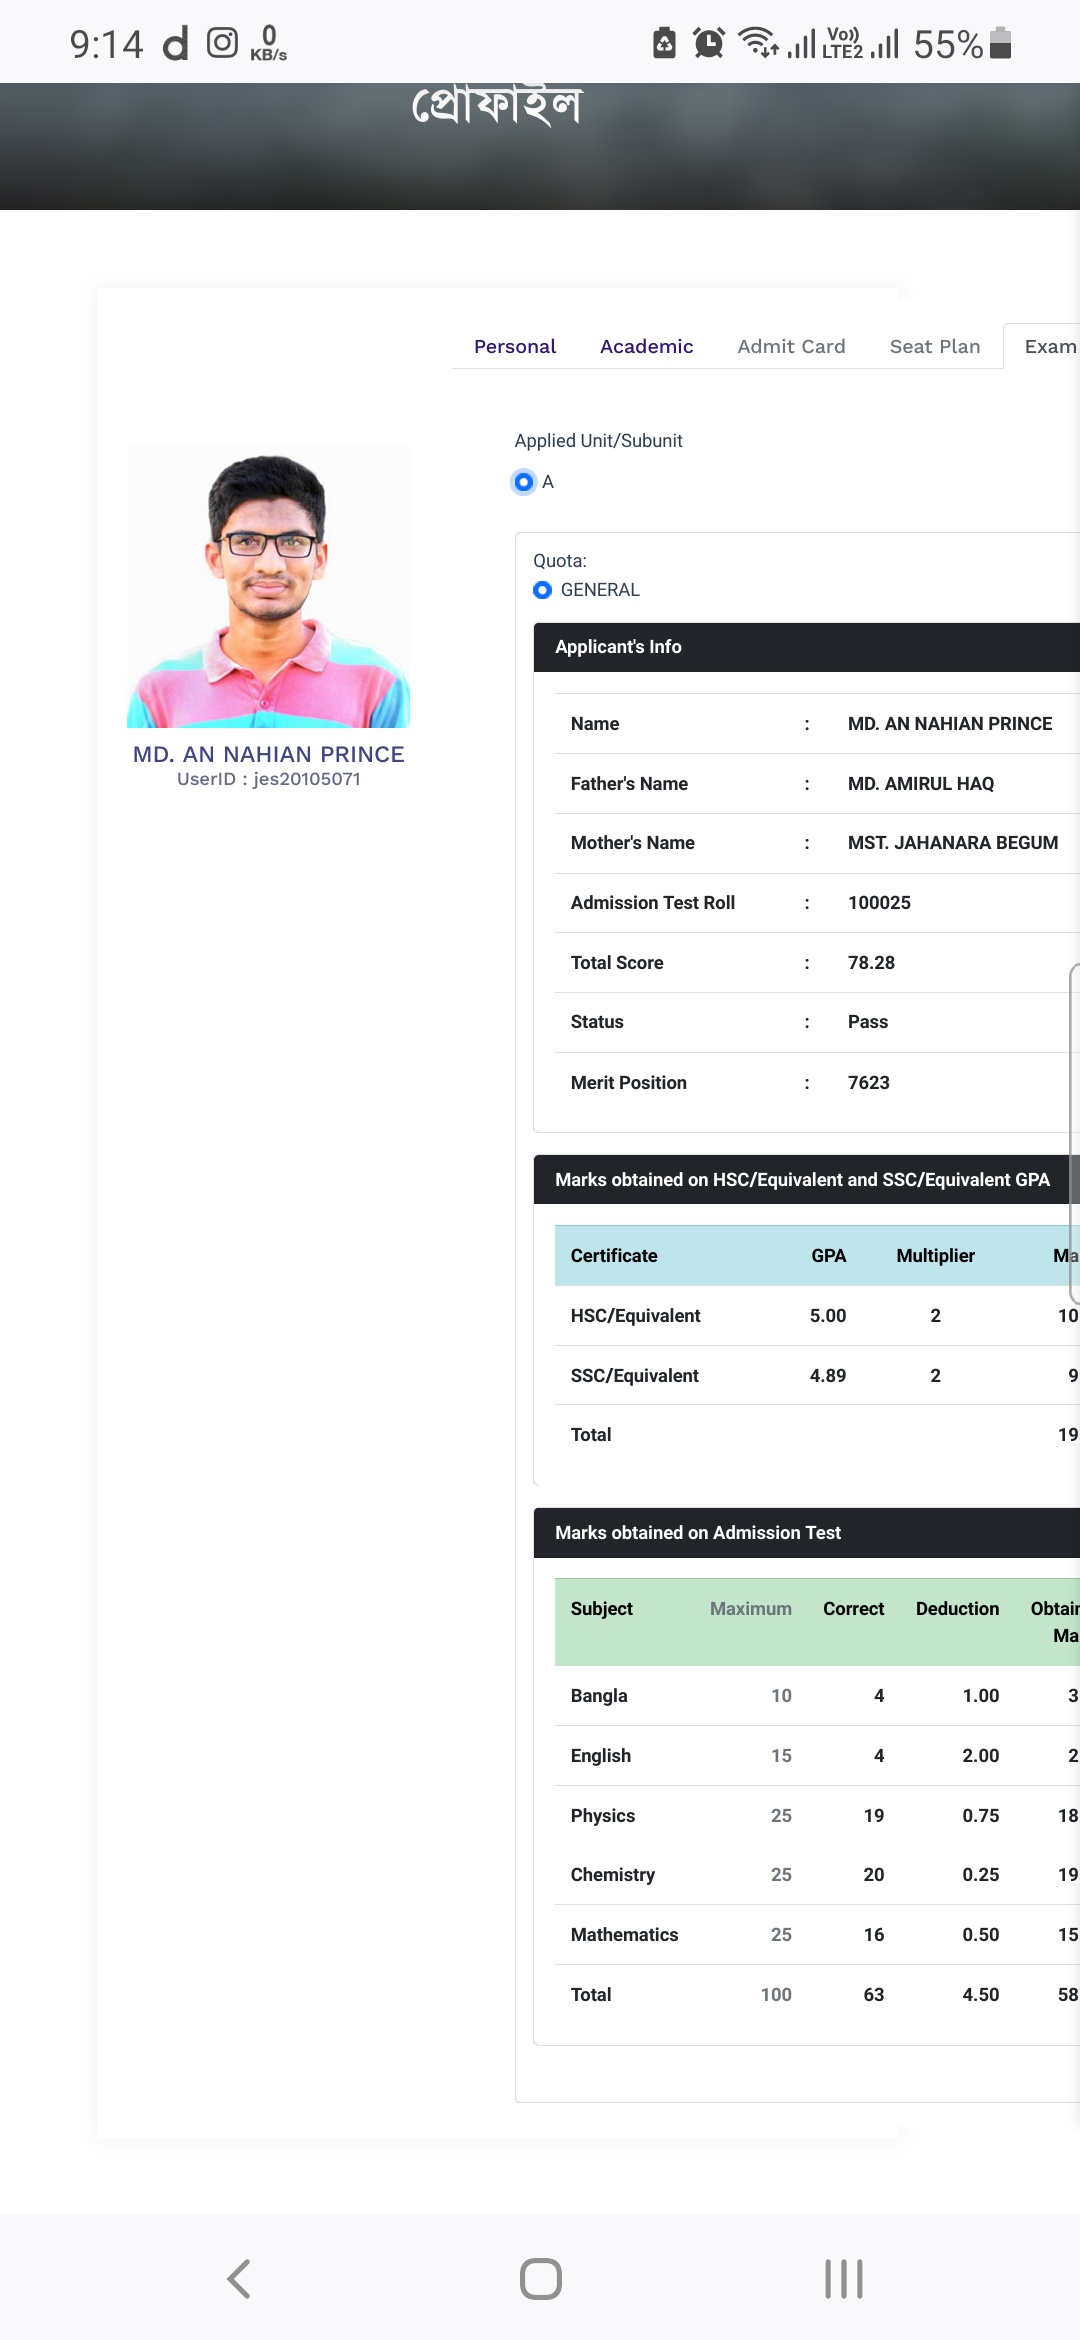 9:14 0 KB/s Vo)) LTE2 55%
প্রোফাইল
Personal Academic Admit Card Seat Plan Exam
Applied Unit/Subunit
A
MD. AN NAHIAN PRINCE
UserID : jes20105071
Quota:
GENERAL
Applicant's Info
Name : MD. AN NAHIAN PRINCE
Father's Name : MD. AMIRUL HAQ
Mother's Name : MST. JAHANARA BEGUM
Admission Test Roll : 100025
Total Score : 78.28
Status : Pass
Merit Position : 7623
Marks obtained on HSC/Equivalent and SSC/Equivalent GPA
Certificate GPA Multiplier Ma
HSC/Equivalent 5.00 2 10
SSC/Equivalent 4.89 2 9
Total 19
Marks obtained on Admission Test
Subject Maximum Correct Deduction Obtain
Ma
Bangla 10 4 1.00 3
English 15 4 2.00 2
Physics 25 19 0.75 18
Chemistry 25 20 0.25 19
Mathematics 25 16 0.50 15
Total 100 63 4.50 58